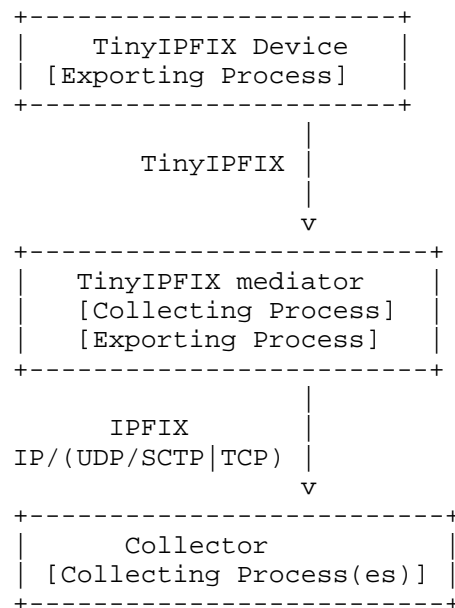 +-----------------------+
|     TinyIPFIX Device  |
|  [Exporting Process]  |
+-----------------------+
                  |
        TinyIPFIX |
                  |
                  v
+-------------------------+
|   TinyIPFIX mediator    |
|   [Collecting Process]  |
|   [Exporting Process]   |
+-------------------------+
                  |
      IPFIX       |
IP/(UDP/SCTP|TCP) |
                  v
+--------------------------+
|      Collector           |
| [Collecting Process(es)] |
+--------------------------+